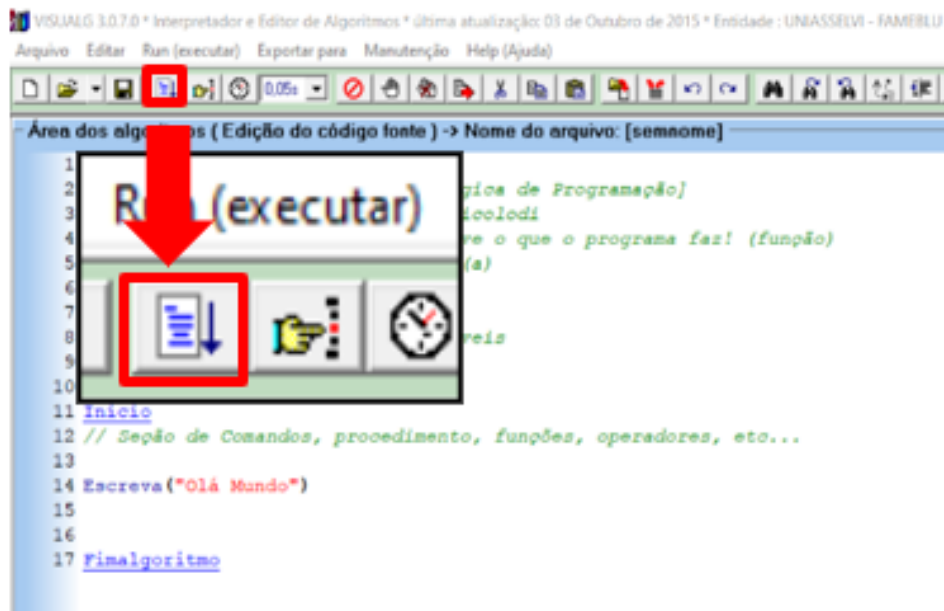 VISUALG 3.0.7.0 * Interpretador e Editor de Algoritmos * última atualização: 03 de Outubro de 2015 * Entidade : UNIASSELVI - FAMEBLU
Arquivo Editar Run (executar) Exportar para Manutenção Help (Ajuda)
0,05s
Área dos algoritmos ( Edição do código fonte ) -> Nome do arquivo: [semnome]
1
Run (executar)
2 de Programação]
3
4 o que o programa faz! (função)
5 (a)
6
7
8
9
10
11 Inicio
12 // Seção de Comandos, procedimento, funções, operadores, etc...
13
14 Escreva("Olá Mundo")
15
16
17 Fimalgoritmo